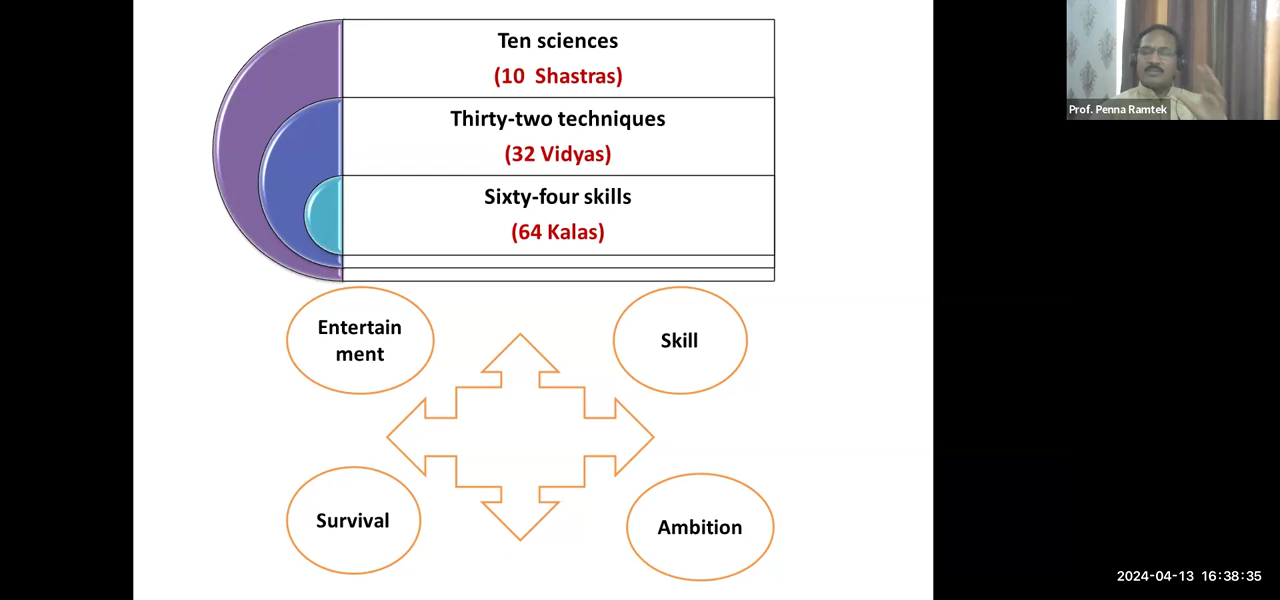 Ten sciences
(10 Shastras)
Thirty-two techniques
(32 Vidyas)
Sixty-four skills
(64 Kalas)
Entertain
ment
Skill
Survival
Ambition
Prof. Penna Ramtek
2024-04-13 16:38:35